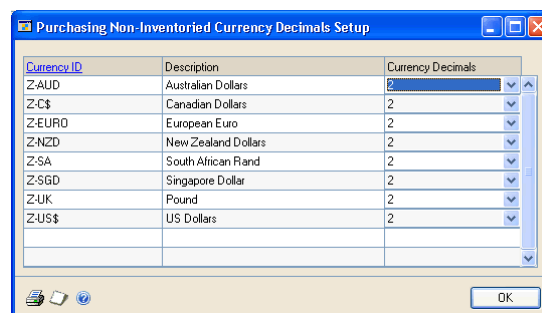 Purchasing Non-Inventoried Currency Decimals Setup
Currency ID Description Currency Decimals
Z-AUD Australian Dollars 2
Z-C$ Canadian Dollars 2
Z-EURO European Euro 2
Z-NZD New Zealand Dollars 2
Z-SA South African Rand 2
Z-SGD Singapore Dollar 2
Z-UK Pound 2
Z-US$ US Dollars 2
OK